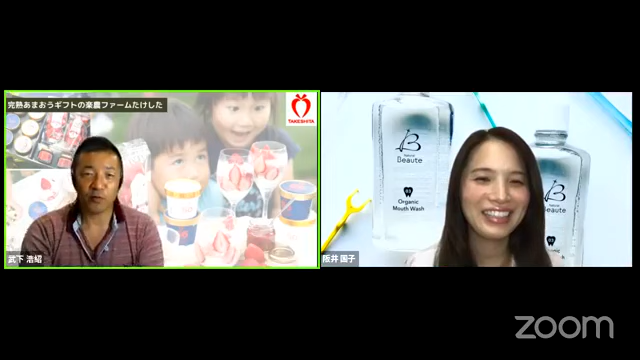 完熟あまおうギフトの楽農ファームたけした
TAKESHITA
武下 浩紹
B
Beaute
Organic
Mouth Wash
B
Beaute
阪井 國子
zoom